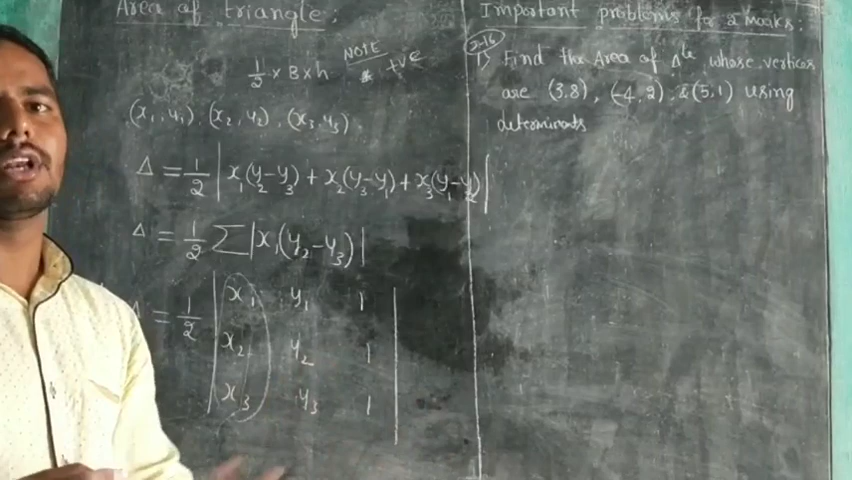 Area of triangle:
1/2 × B × h
NOTE
* +ve
(x₁, y₁), (x₂, y₂), (x₃, y₃)
Δ = 1/2 | x₁(y₂-y₃) + x₂(y₃-y₁) + x₃(y₁-y₂) |
Δ = 1/2 Σ |x₁(y₂-y₃)|
Δ = 1/2 | x₁ y₁ 1
x₂ y₂ 1
x₃ y₃ 1 |
Important problems for 2 marks:
2-16
1) Find the Area of Δle whose vertices
are (3,8), (-4,2), &(5,1) using
determinants